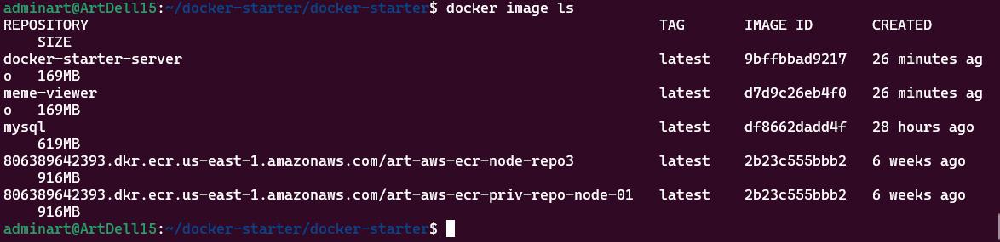 adminart@ArtDell15:~/docker-starter/docker-starter$ docker image ls
REPOSITORY TAG IMAGE ID CREATED
SIZE
docker-starter-server latest 9bffbbad9217 26 minutes ag
o 169MB
meme-viewer latest d7d9c26eb4f0 26 minutes ag
o 169MB
mysql latest df8662dadd4f 28 hours ago
619MB
806389642393.dkr.ecr.us-east-1.amazonaws.com/art-aws-ecr-node-repo3 latest 2b23c555bbb2 6 weeks ago
916MB
806389642393.dkr.ecr.us-east-1.amazonaws.com/art-aws-ecr-priv-repo-node-01 latest 2b23c555bbb2 6 weeks ago
916MB
adminart@ArtDell15:~/docker-starter/docker-starter$